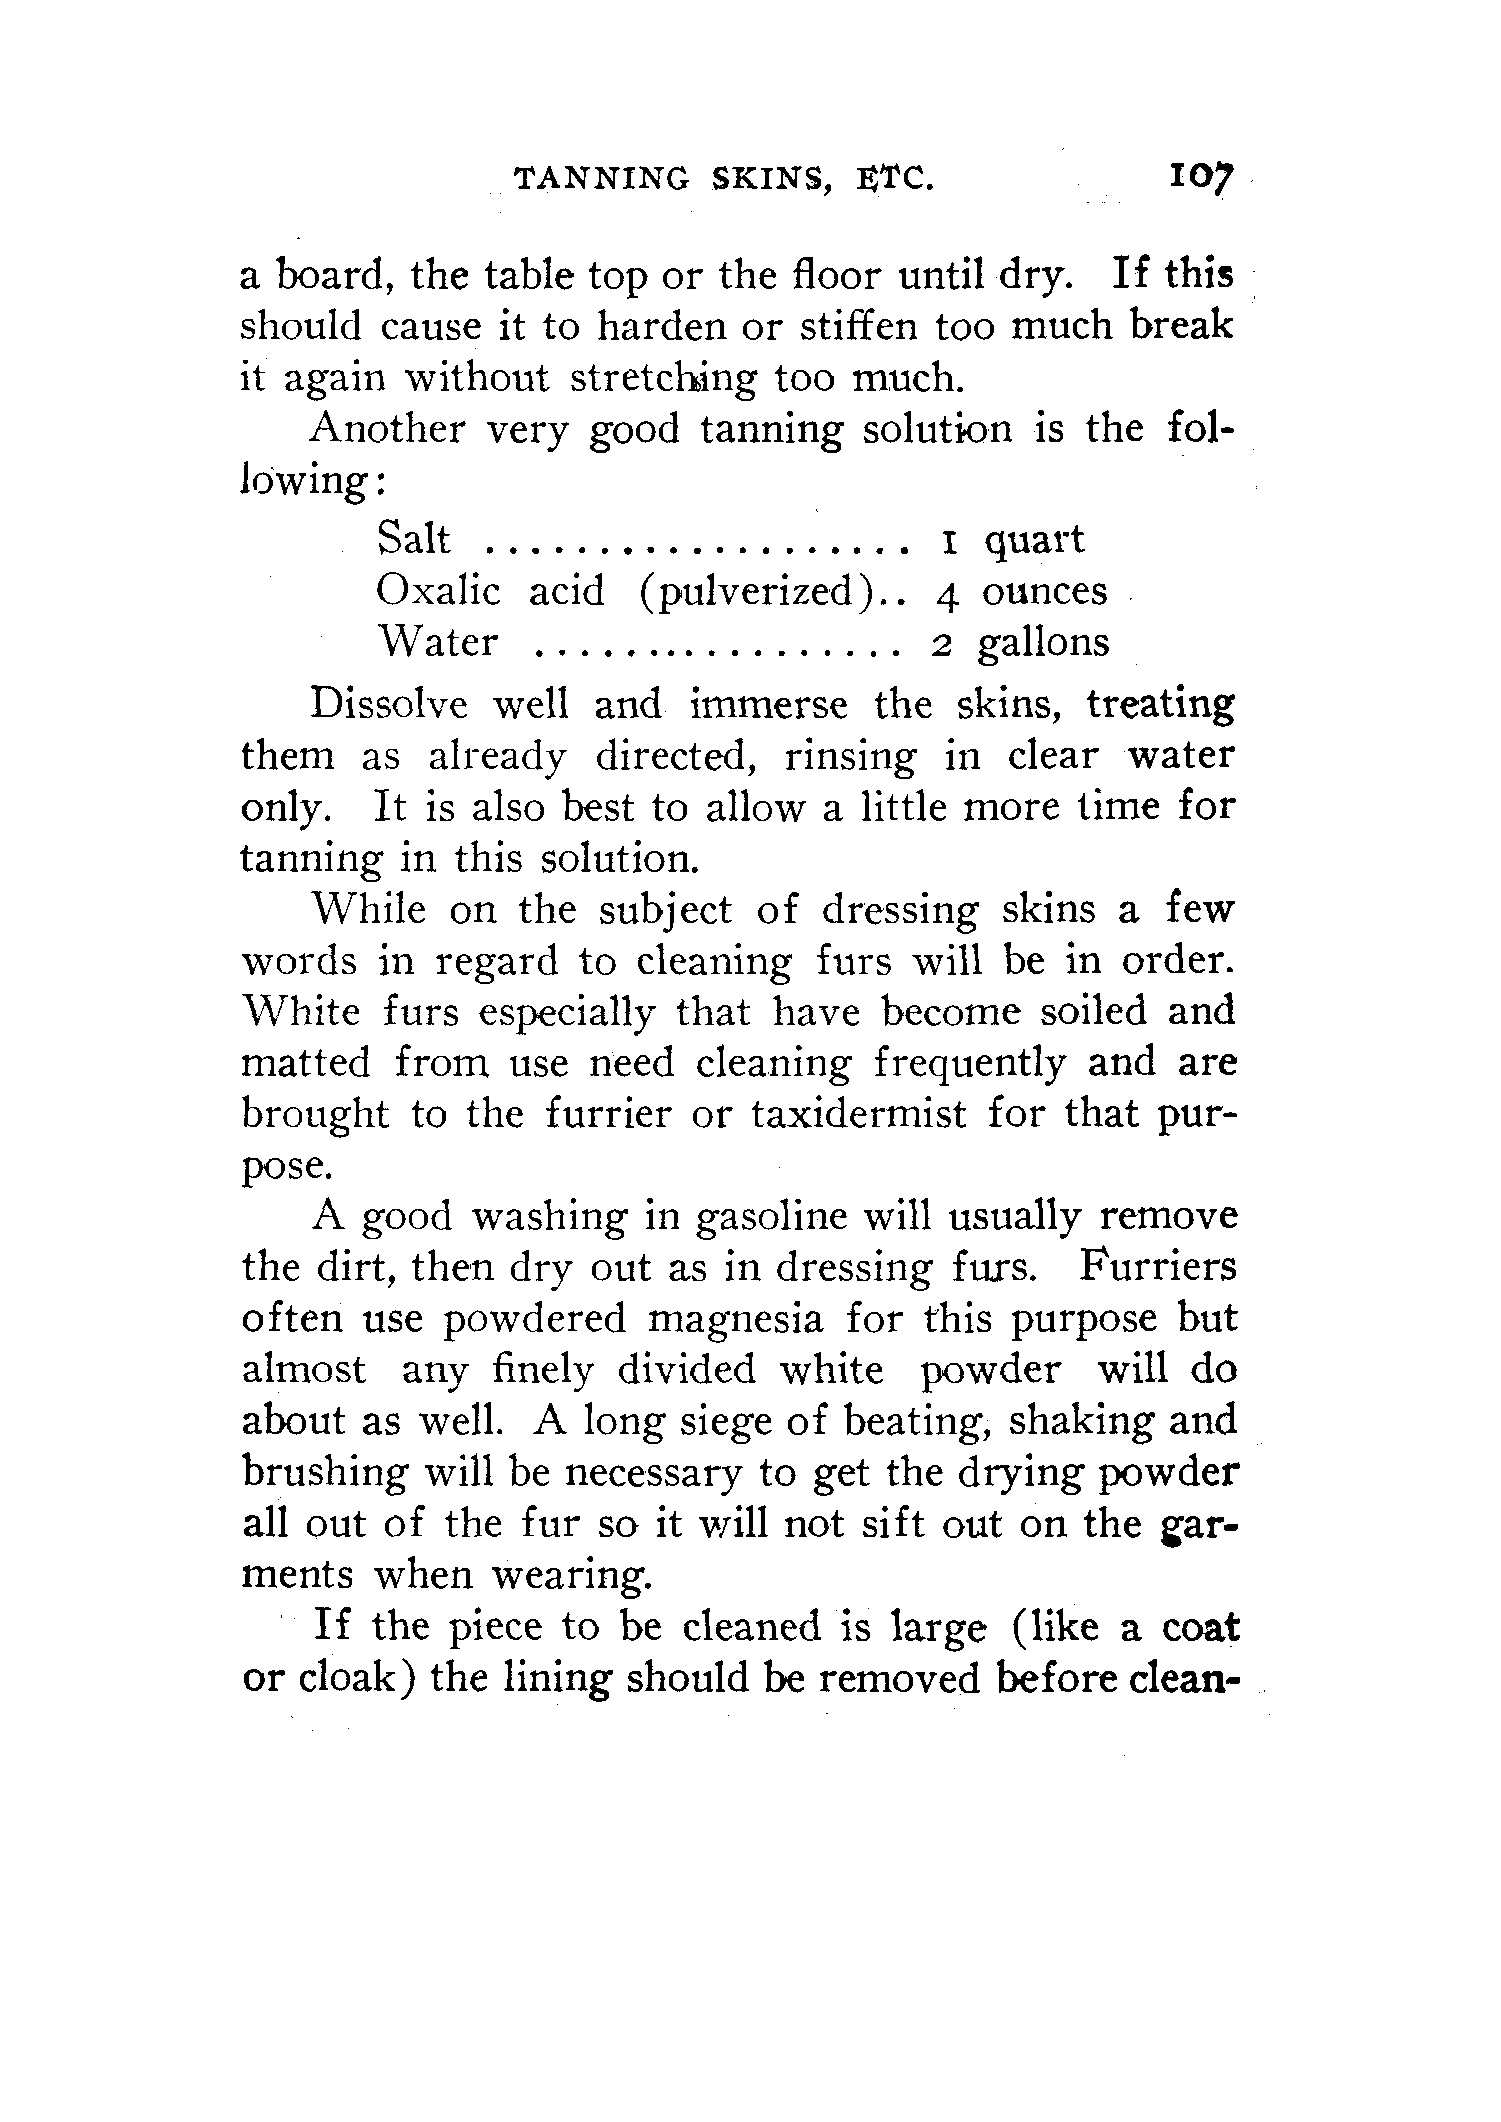 TANNING SKINS, ETC. 107
a board, the table top or the floor until dry. If this
should cause it to harden or stiffen too much break
it again without stretching too much.
Another very good tanning solution is the fol-
lowing:
Salt ................... 1 quart
Oxalic acid (pulverized).. 4 ounces
Water ................. 2 gallons
Dissolve well and immerse the skins, treating
them as already directed, rinsing in clear water
only. It is also best to allow a little more time for
tanning in this solution.
While on the subject of dressing skins a few
words in regard to cleaning furs will be in order.
White furs especially that have become soiled and
matted from use need cleaning frequently and are
brought to the furrier or taxidermist for that pur-
pose.
A good washing in gasoline will usually remove
the dirt, then dry out as in dressing furs. Furriers
often use powdered magnesia for this purpose but
almost any finely divided white powder will do
about as well. A long siege of beating, shaking and
brushing will be necessary to get the drying powder
all out of the fur so it will not sift out on the gar-
ments when wearing.
If the piece to be cleaned is large (like a coat
or cloak) the lining should be removed before clean-